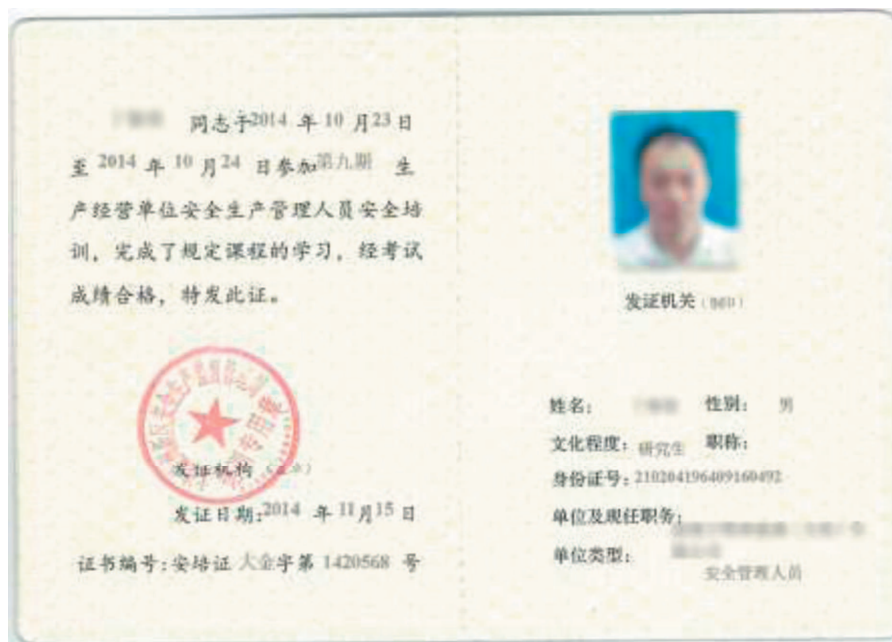 同志于2014 年 10 月23 日
至 2014 年 10 月24 日参加第九期 生
产经营单位安全生产管理人员安全培
训，完成了规定课程的学习，经考试
成绩合格，特发此证。
发证机构
发证日期:2014 年 11月15 日
证书编号:安培证 大金字第 1420568 号
发证机关
姓名： 性别： 男
文化程度：研究生 职称：
身份证号：210204196409160492
单位及现任职务：
单位类型：
安全管理人员